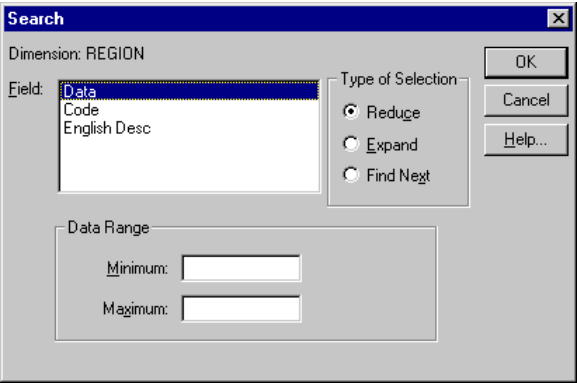 Search
Dimension: REGION
Field:
Data
Code
English Desc
Type of Selection
Reduce
Expand
Find Next
OK
Cancel
Help...
Data Range
Minimum:
Maximum: